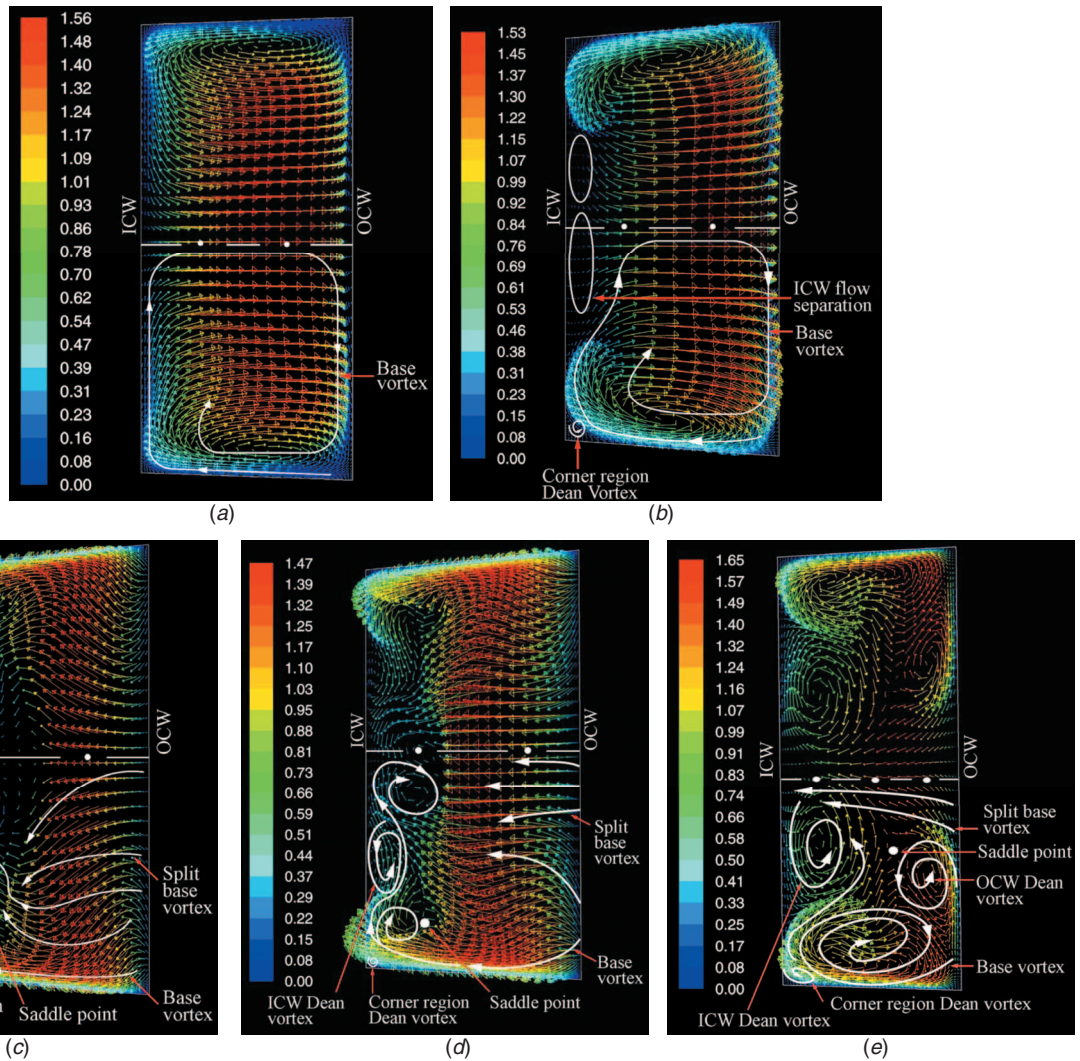 1.56
1.48
1.40
1.32
1.24
1.17
1.09
1.01
0.93
0.86
0.78
0.70
0.62
0.54
0.47
0.39
0.31
0.23
0.16
0.08
0.00
ICW
OCW
Base
vortex
(a)
1.53
1.45
1.37
1.30
1.22
1.15
1.07
0.99
0.92
0.84
0.76
0.69
0.61
0.53
0.46
0.38
0.31
0.23
0.15
0.08
0.00
ICW
OCW
ICW flow
separation
Base
vortex
Corner region
Dean Vortex
(b)
OCW
Split
base
vortex
Base
vortex
Saddle point
(c)
1.47
1.39
1.32
1.25
1.17
1.10
1.03
0.95
0.88
0.81
0.73
0.66
0.59
0.51
0.44
0.37
0.29
0.22
0.15
0.07
0.00
ICW
OCW
Split
base
vortex
Base
vortex
ICW Dean
vortex
Corner region
Dean vortex
Saddle point
(d)
1.65
1.57
1.49
1.40
1.32
1.24
1.16
1.07
0.99
0.91
0.83
0.74
0.66
0.58
0.50
0.41
0.33
0.25
0.17
0.08
0.00
ICW
OCW
Split base
vortex
Saddle point
OCW Dean
vortex
Base vortex
Corner region Dean vortex
ICW Dean vortex
(e)